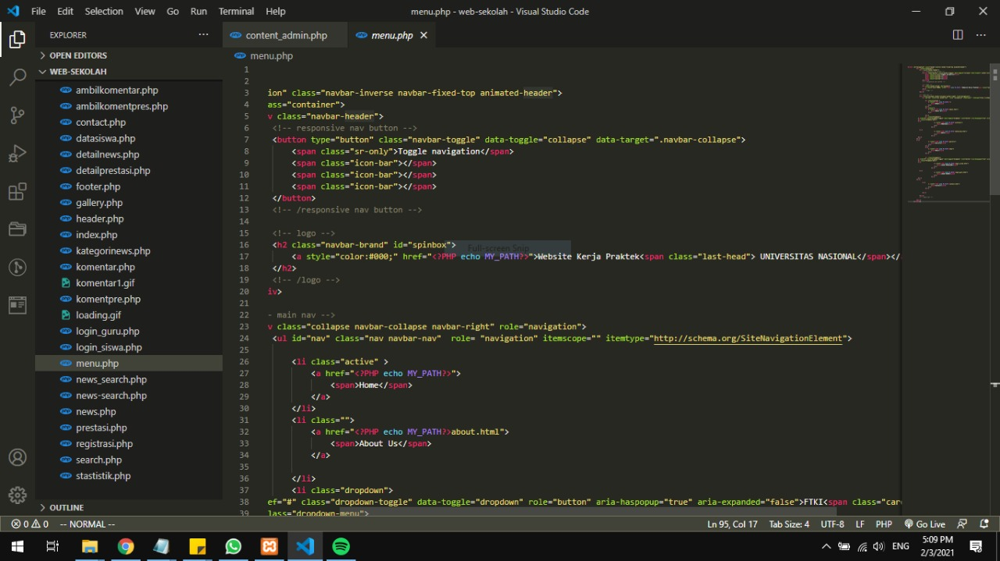 File Edit Selection View Go Run Terminal Help menu.php - web-sekolah - Visual Studio Code
EXPLORER ···
OPEN EDITORS
WEB-SEKOLAH
ambilkomentar.php
ambilkomentpres.php
contact.php
datasiswa.php
detailnews.php
detailprestasi.php
footer.php
gallery.php
header.php
index.php
kategorinews.php
komentar.php
komentar1.gif
komentpre.php
loading.gif
login_guru.php
login_siswa.php
menu.php
news_search.php
news-search.php
news.php
prestasi.php
registrasi.php
search.php
stastistik.php
OUTLINE
content_admin.php menu.php
menu.php
1
2
3 ion" class="navbar-inverse navbar-fixed-top animated-header">
4 ass="container">
5 v class="navbar-header">
6 <!-- responsive nav button -->
7 <button type="button" class="navbar-toggle" data-toggle="collapse" data-target=".navbar-collapse">
8 <span class="sr-only">Toggle navigation</span>
9 <span class="icon-bar"></span>
10 <span class="icon-bar"></span>
11 <span class="icon-bar"></span>
12 </button>
13 <!-- /responsive nav button -->
14
15 <!-- logo -->
16 <h2 class="navbar-brand" id="spinbox">
Full-screen Snip
17 <a style="color:#000;" href="<?PHP echo MY_PATH?>">Website Kerja Praktek<span class="last-head"> UNIVERSITAS NASIONAL</span></
18 </h2>
19 <!-- /logo -->
20 iv>
21
22 - main nav -->
23 v class="collapse navbar-collapse navbar-right" role="navigation">
24 <ul id="nav" class="nav navbar-nav"  role= "navigation" itemscope="" itemtype="http://schema.org/SiteNavigationElement">
25
26 <li class="active" >
27 <a href="<?PHP echo MY_PATH?>">
28 <span>Home</span>
29 </a>
30 </li>
31 <li class="">
32 <a href="<?PHP echo MY_PATH?>about.html">
33 <span>About Us</span>
34 </a>
35
36 </li>
37 <li class="dropdown">
38 ef="#" class="dropdown-toggle" data-toggle="dropdown" role="button" aria-haspopup="true" aria-expanded="false">FTKI<span class="car
39 lass="dropdown-menu">
0 0 -- NORMAL -- Ln 95, Col 17 Tab Size: 4 UTF-8 LF PHP Go Live
ENG 5:09 PM
2/3/2021